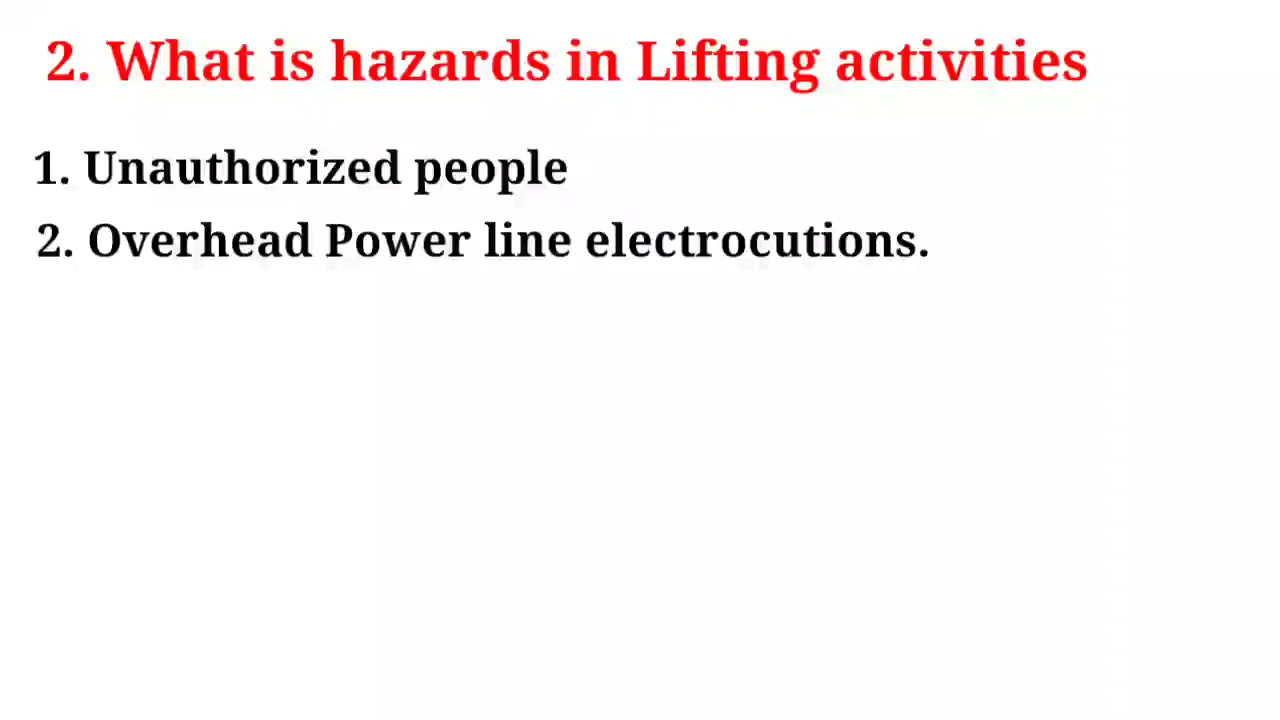 2. What is hazards in Lifting activities
1. Unauthorized people
2. Overhead Power line electrocutions.